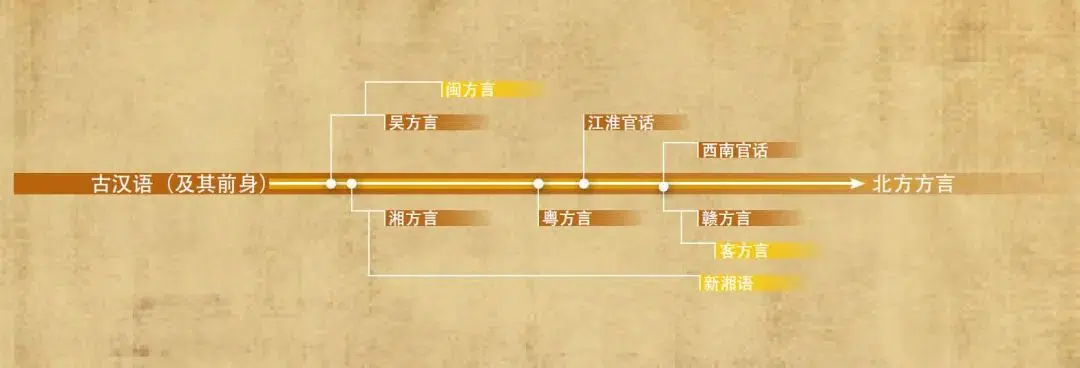 闽方言
吴方言
江淮官话
西南官话
古汉语（及其前身）
北方方言
湘方言
粤方言
赣方言
客方言
新湘语